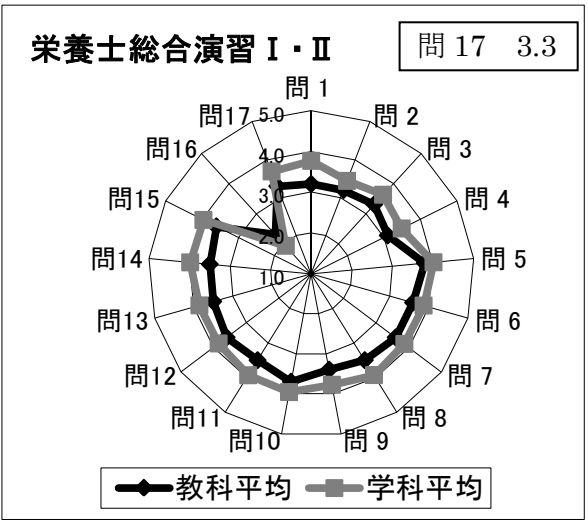 栄養士総合演習Ⅰ・Ⅱ
問 17 3.3
問 1
問 2
問 3
問 4
問 5
問 6
問 7
問 8
問 9
問10
問11
問12
問13
問14
問15
問16
問17
5.0
4.0
3.0
2.0
1.0
教科平均 学科平均